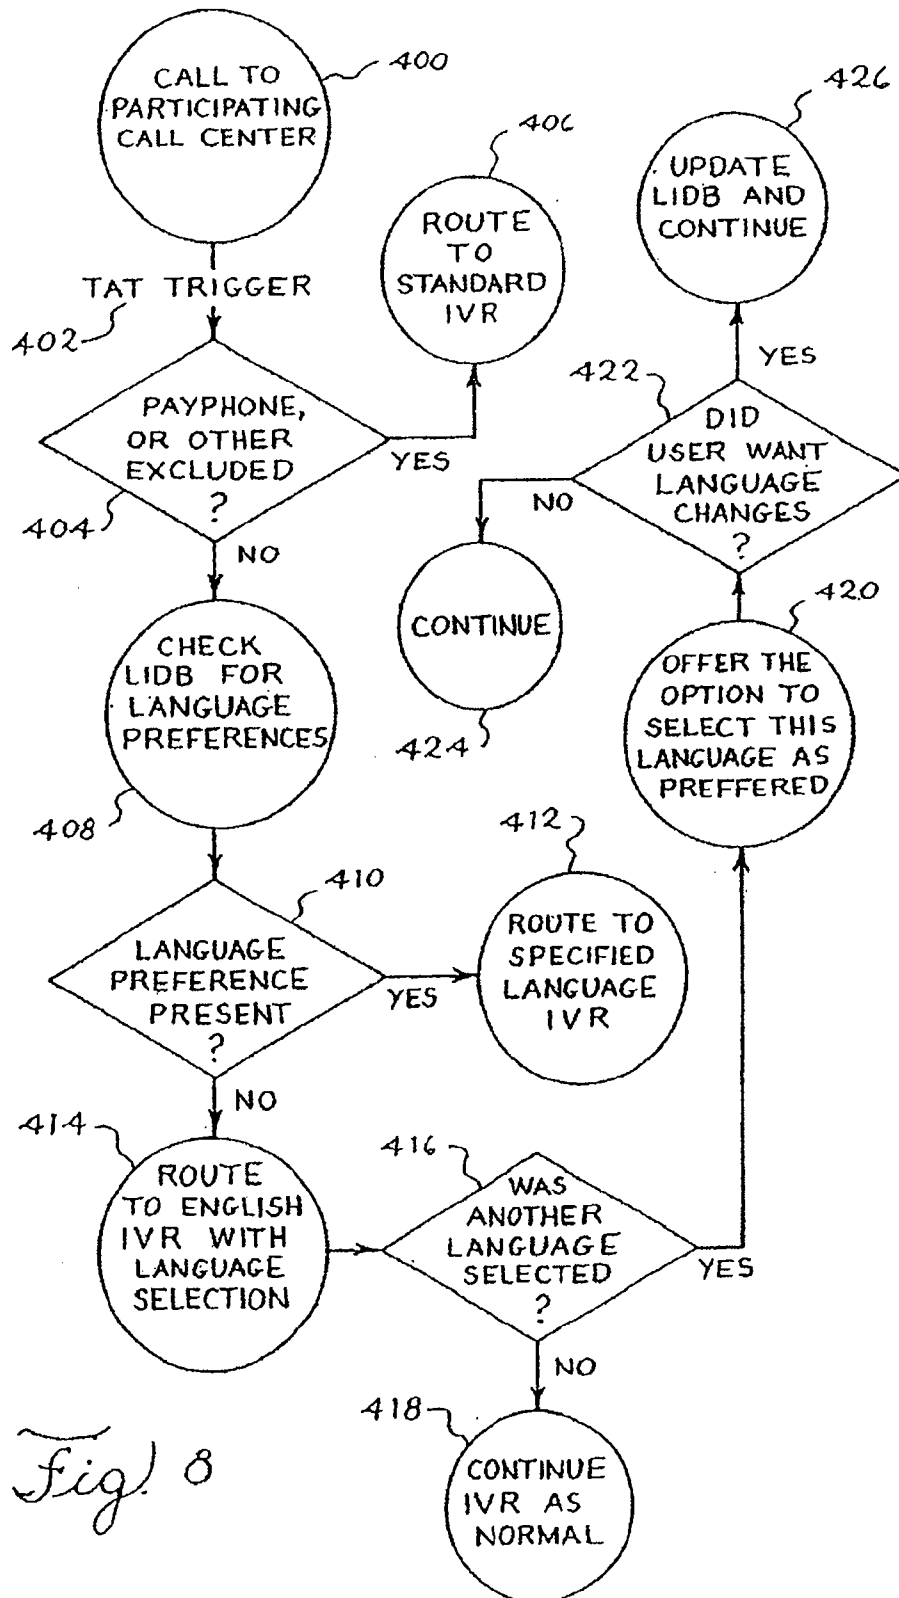 400
CALL TO
PARTICIPATING
CALL CENTER
TAT TRIGGER
402
PAYPHONE,
OR OTHER
EXCLUDED
?
404
YES
406
ROUTE
TO
STANDARD
IVR
NO
CHECK
LIDB FOR
LANGUAGE
PREFERENCES
408
410
LANGUAGE
PREFERENCE
PRESENT
?
YES
412
ROUTE TO
SPECIFIED
LANGUAGE
IVR
NO
414
ROUTE
TO ENGLISH
IVR WITH
LANGUAGE
SELECTION
416
WAS
ANOTHER
LANGUAGE
SELECTED
?
YES
NO
418
CONTINUE
IVR AS
NORMAL
420
OFFER THE
OPTION TO
SELECT THIS
LANGUAGE AS
PREFFERED
422
DID
USER WANT
LANGUAGE
CHANGES
?
NO
CONTINUE
424
YES
426
UPDATE
LIDB AND
CONTINUE
Fig. 8